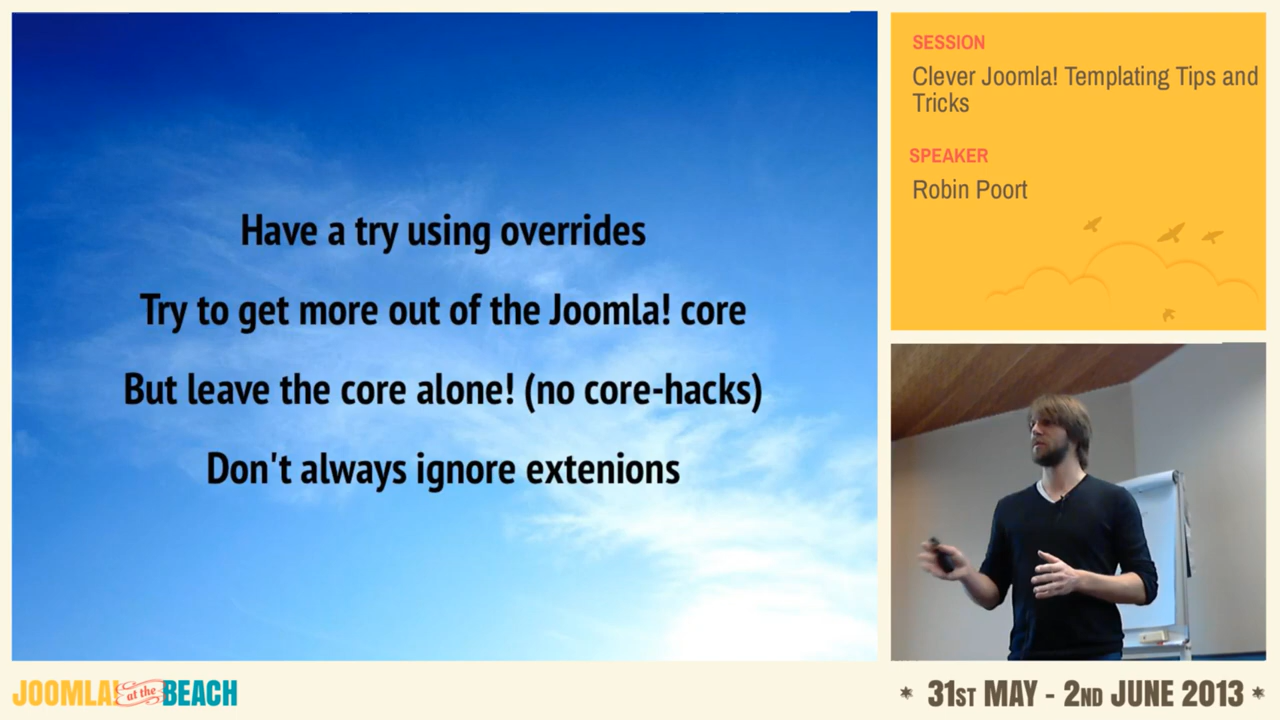 Have a try using overrides
Try to get more out of the Joomla! core
But leave the core alone! (no core-hacks)
Don't always ignore extenions
SESSION
Clever Joomla! Templating Tips and
Tricks
SPEAKER
Robin Poort
JOOMLA! at the BEACH
* 31ST MAY - 2ND JUNE 2013 *